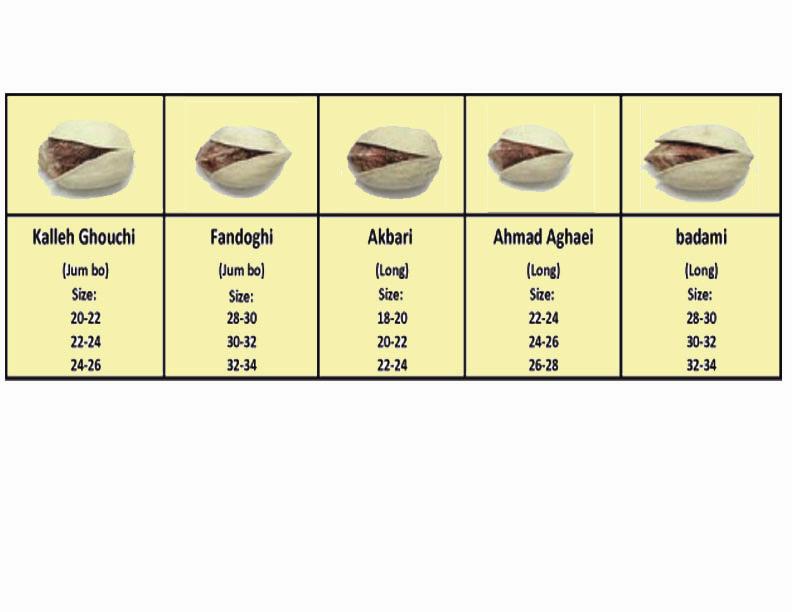 Kalleh Ghouchi
(Jum bo)
Size:
20-22
22-24
24-26
Fandoghi
(Jum bo)
Size:
28-30
30-32
32-34
Akbari
(Long)
Size:
18-20
20-22
22-24
Ahmad Aghaei
(Long)
Size:
22-24
24-26
26-28
badami
(Long)
Size:
28-30
30-32
32-34